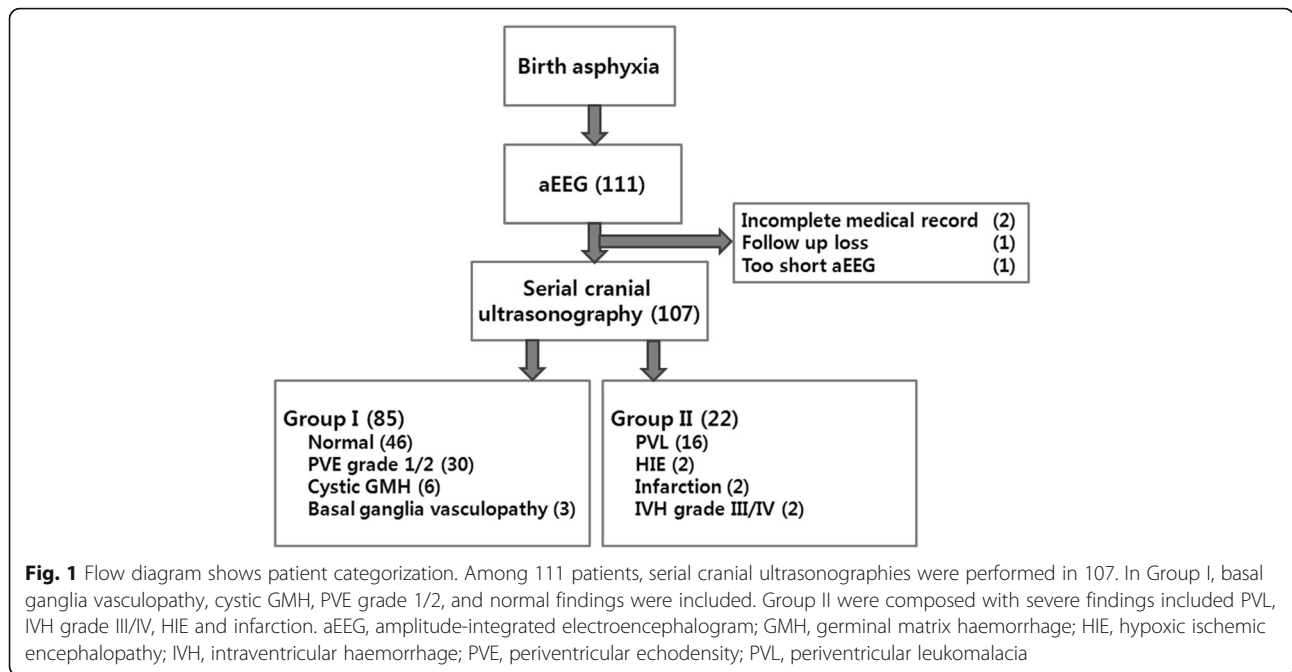 Birth asphyxia
aEEG (111)
Incomplete medical record (2)
Follow up loss (1)
Too short aEEG (1)
Serial cranial
ultrasonography (107)
Group I (85)
Normal (46)
PVE grade 1/2 (30)
Cystic GMH (6)
Basal ganglia vasculopathy (3)
Group II (22)
PVL (16)
HIE (2)
Infarction (2)
IVH grade III/IV (2)
Fig. 1 Flow diagram shows patient categorization. Among 111 patients, serial cranial ultrasonographies were performed in 107. In Group I, basal
ganglia vasculopathy, cystic GMH, PVE grade 1/2, and normal findings were included. Group II were composed with severe findings included PVL,
IVH grade III/IV, HIE and infarction. aEEG, amplitude-integrated electroencephalogram; GMH, germinal matrix haemorrhage; HIE, hypoxic ischemic
encephalopathy; IVH, intraventricular haemorrhage; PVE, periventricular echodensity; PVL, periventricular leukomalacia